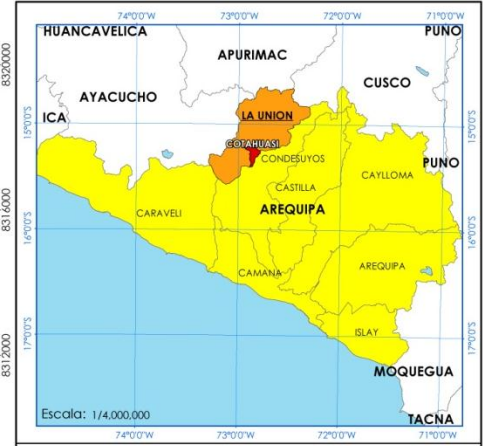 74°0'0"W 73°0'0"W 72°0'0"W 71°0'0"W
HUANCAVELICA PUNO
APURIMAC
CUSCO
AYACUCHO
ICA
LA UNION
COTAHUASI
CONDESUYOS
PUNO
CAYLLOMA
CASTILLA
CARAVELI AREQUIPA
AREQUIPA
CAMANA
ISLAY
MOQUEGUA
Escala: 1/4,000,000
TACNA
74°0'0"W 73°0'0"W 72°0'0"W 71°0'0"W
8320000
8316000
8312000
15°0'0"S
16°0'0"S
17°0'0"S
15°0'0"S
16°0'0"S
17°0'0"S